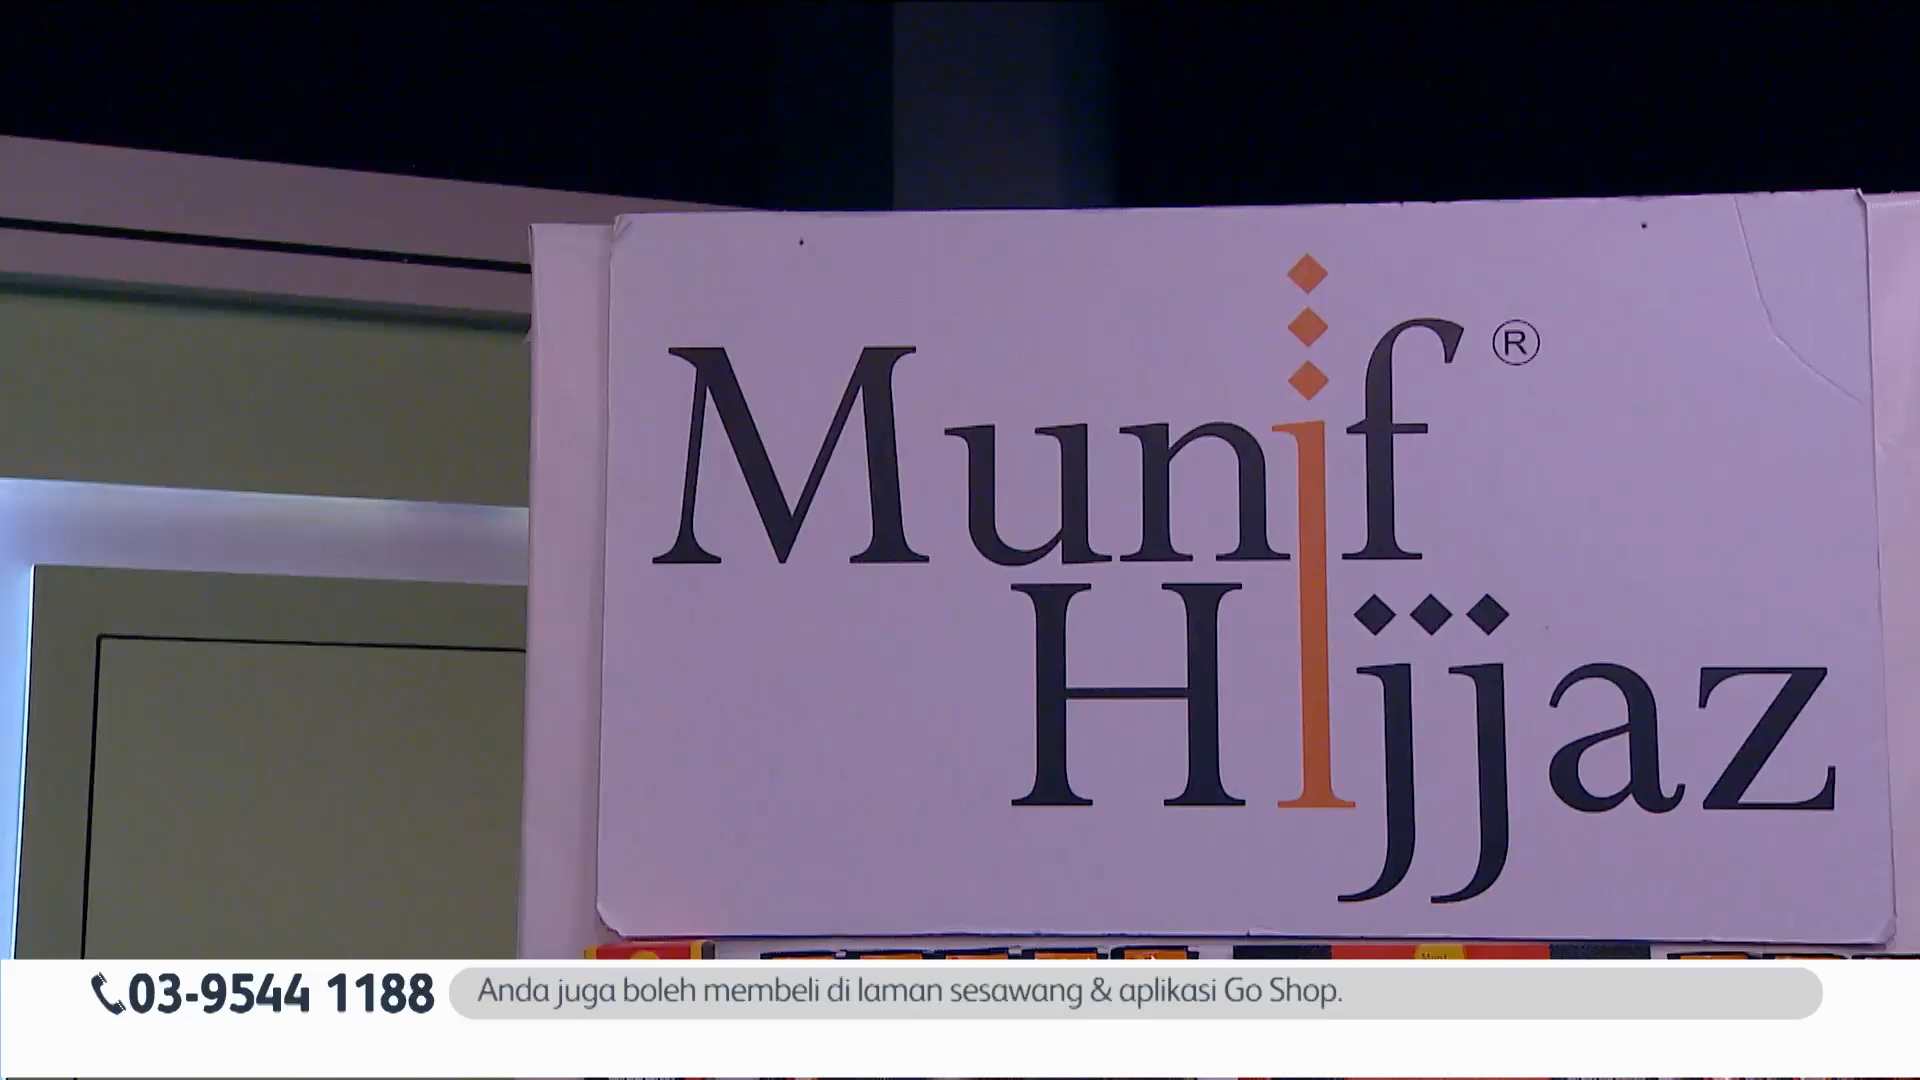 Munif ®
Hijjaz
03-9544 1188
Anda juga boleh membeli di laman sesawang & aplikasi Go Shop.